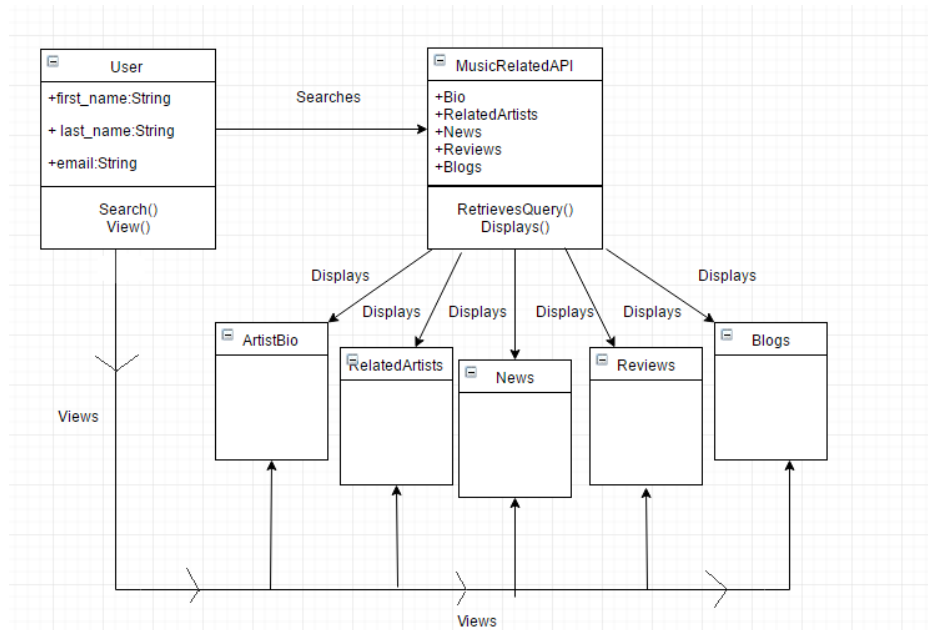 User
+first_name:String
+ last_name:String
+email:String
Search()
View()
Searches
MusicRelatedAPI
+Bio
+RelatedArtists
+News
+Reviews
+Blogs
RetrievesQuery()
Displays()
Displays
Displays
Displays
Displays
Displays
ArtistBio
RelatedArtists
News
Reviews
Blogs
Views
Views